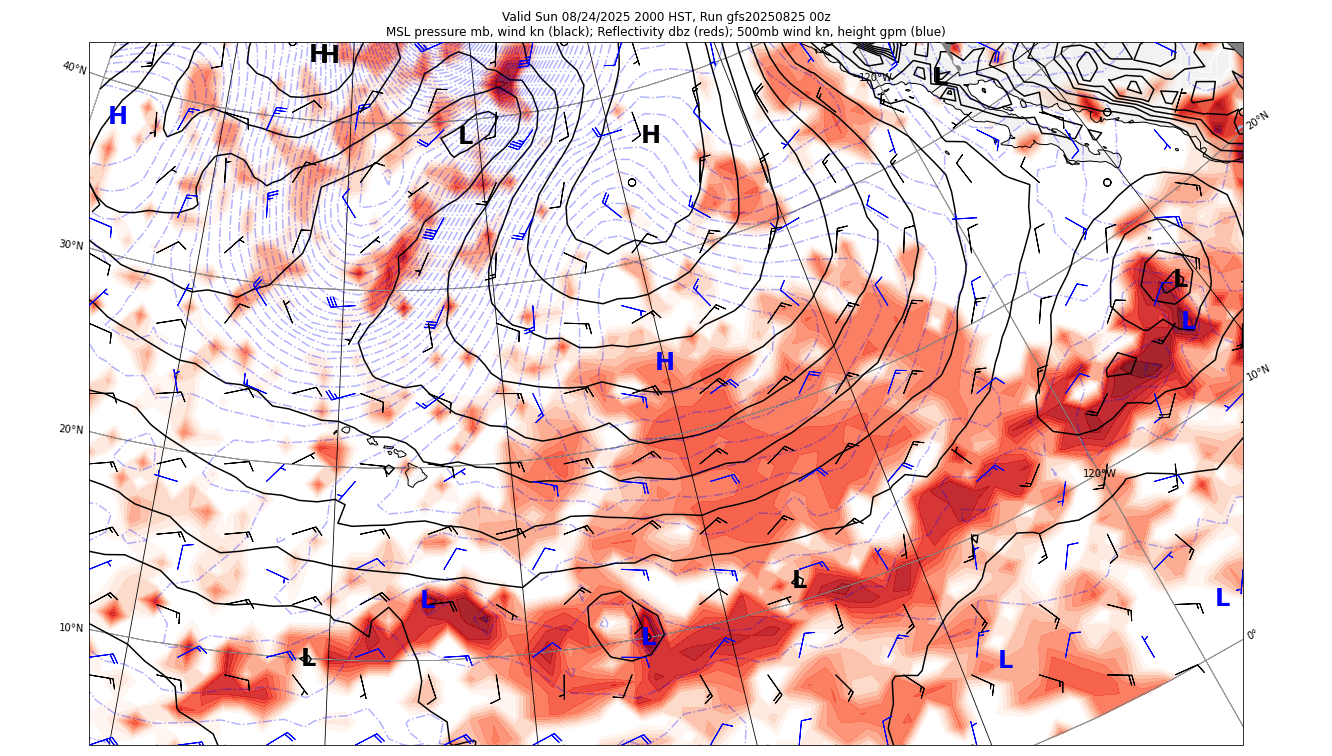 Valid Sun 08/24/2025 2000 HST, Run gfs20250825 00z
MSL pressure mb, wind kn (black); Reflectivity dbz (reds); 500mb wind kn, height gpm (blue)
HH
40°N
120°W
L
H
20°N
L
H
30°N
L
L
H
10°N
20°N
120°W
L
L
L
10°N
L
0°
L
L